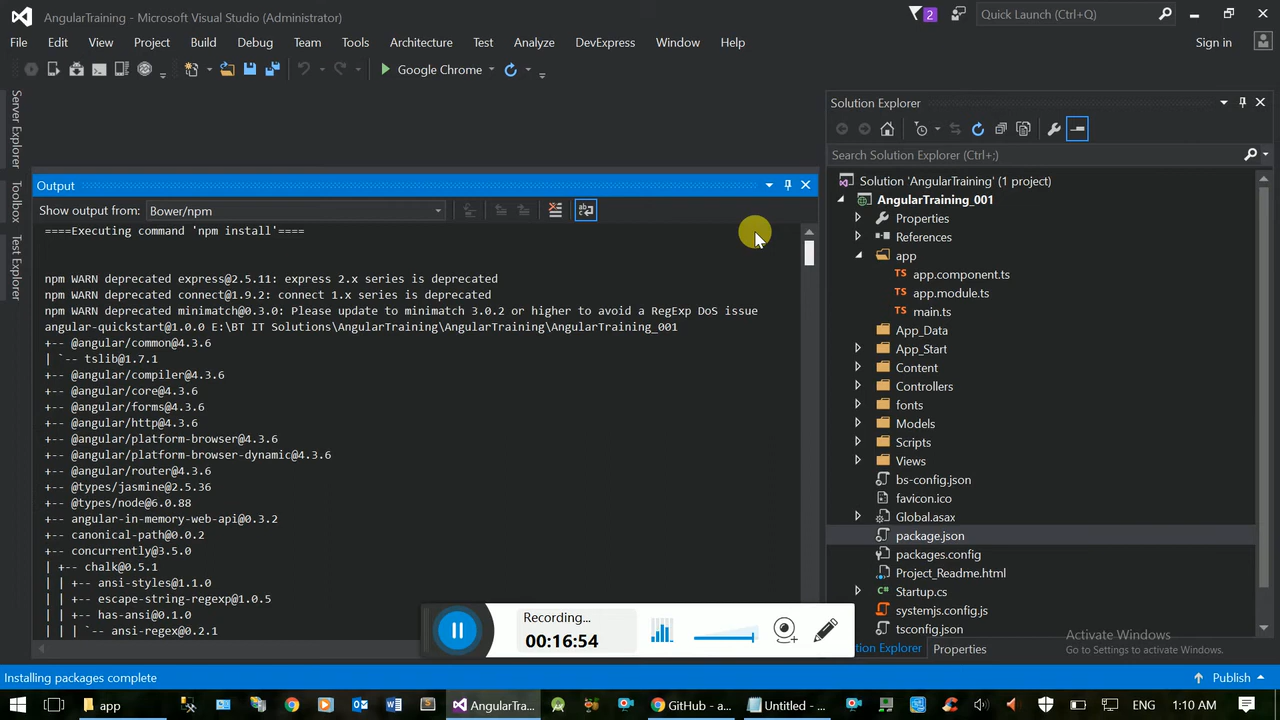 AngularTraining - Microsoft Visual Studio (Administrator)
2
Quick Launch (Ctrl+Q)
File Edit View Project Build Debug Team Tools Architecture Test Analyze DevExpress Window Help
Sign in
Google Chrome
Server Explorer
Toolbox
Test Explorer
Output
Show output from: Bower/npm
====Executing command 'npm install'====
npm WARN deprecated express@2.5.11: express 2.x series is deprecated
npm WARN deprecated connect@1.9.2: connect 1.x series is deprecated
npm WARN deprecated minimatch@0.3.0: Please update to minimatch 3.0.2 or higher to avoid a RegExp DoS issue
angular-quickstart@1.0.0 E:\BT IT Solutions\AngularTraining\AngularTraining\AngularTraining_001
+-- @angular/common@4.3.6
| `-- tslib@1.7.1
+-- @angular/compiler@4.3.6
+-- @angular/core@4.3.6
+-- @angular/forms@4.3.6
+-- @angular/http@4.3.6
+-- @angular/platform-browser@4.3.6
+-- @angular/platform-browser-dynamic@4.3.6
+-- @angular/router@4.3.6
+-- @types/jasmine@2.5.36
+-- @types/node@6.0.88
+-- angular-in-memory-web-api@0.3.2
+-- canonical-path@0.0.2
+-- concurrently@3.5.0
| +-- chalk@0.5.1
| | +-- ansi-styles@1.1.0
| | +-- escape-string-regexp@1.0.5
| | +-- has-ansi@0.1.0
| | | `-- ansi-regex@0.2.1
Solution Explorer
Search Solution Explorer (Ctrl+;)
Solution 'AngularTraining' (1 project)
AngularTraining_001
Properties
References
app
app.component.ts
app.module.ts
main.ts
App_Data
App_Start
Content
Controllers
fonts
Models
Scripts
Views
bs-config.json
favicon.ico
Global.asax
package.json
packages.config
Project_Readme.html
Startup.cs
systemjs.config.js
tsconfig.json
Recording...
00:16:54
Activate Windows
Go to Settings to activate Windows.
ution Explorer Properties
Installing packages complete
Publish
app
AngularTra...
GitHub - a...
Untitled - ...
ENG 1:10 AM